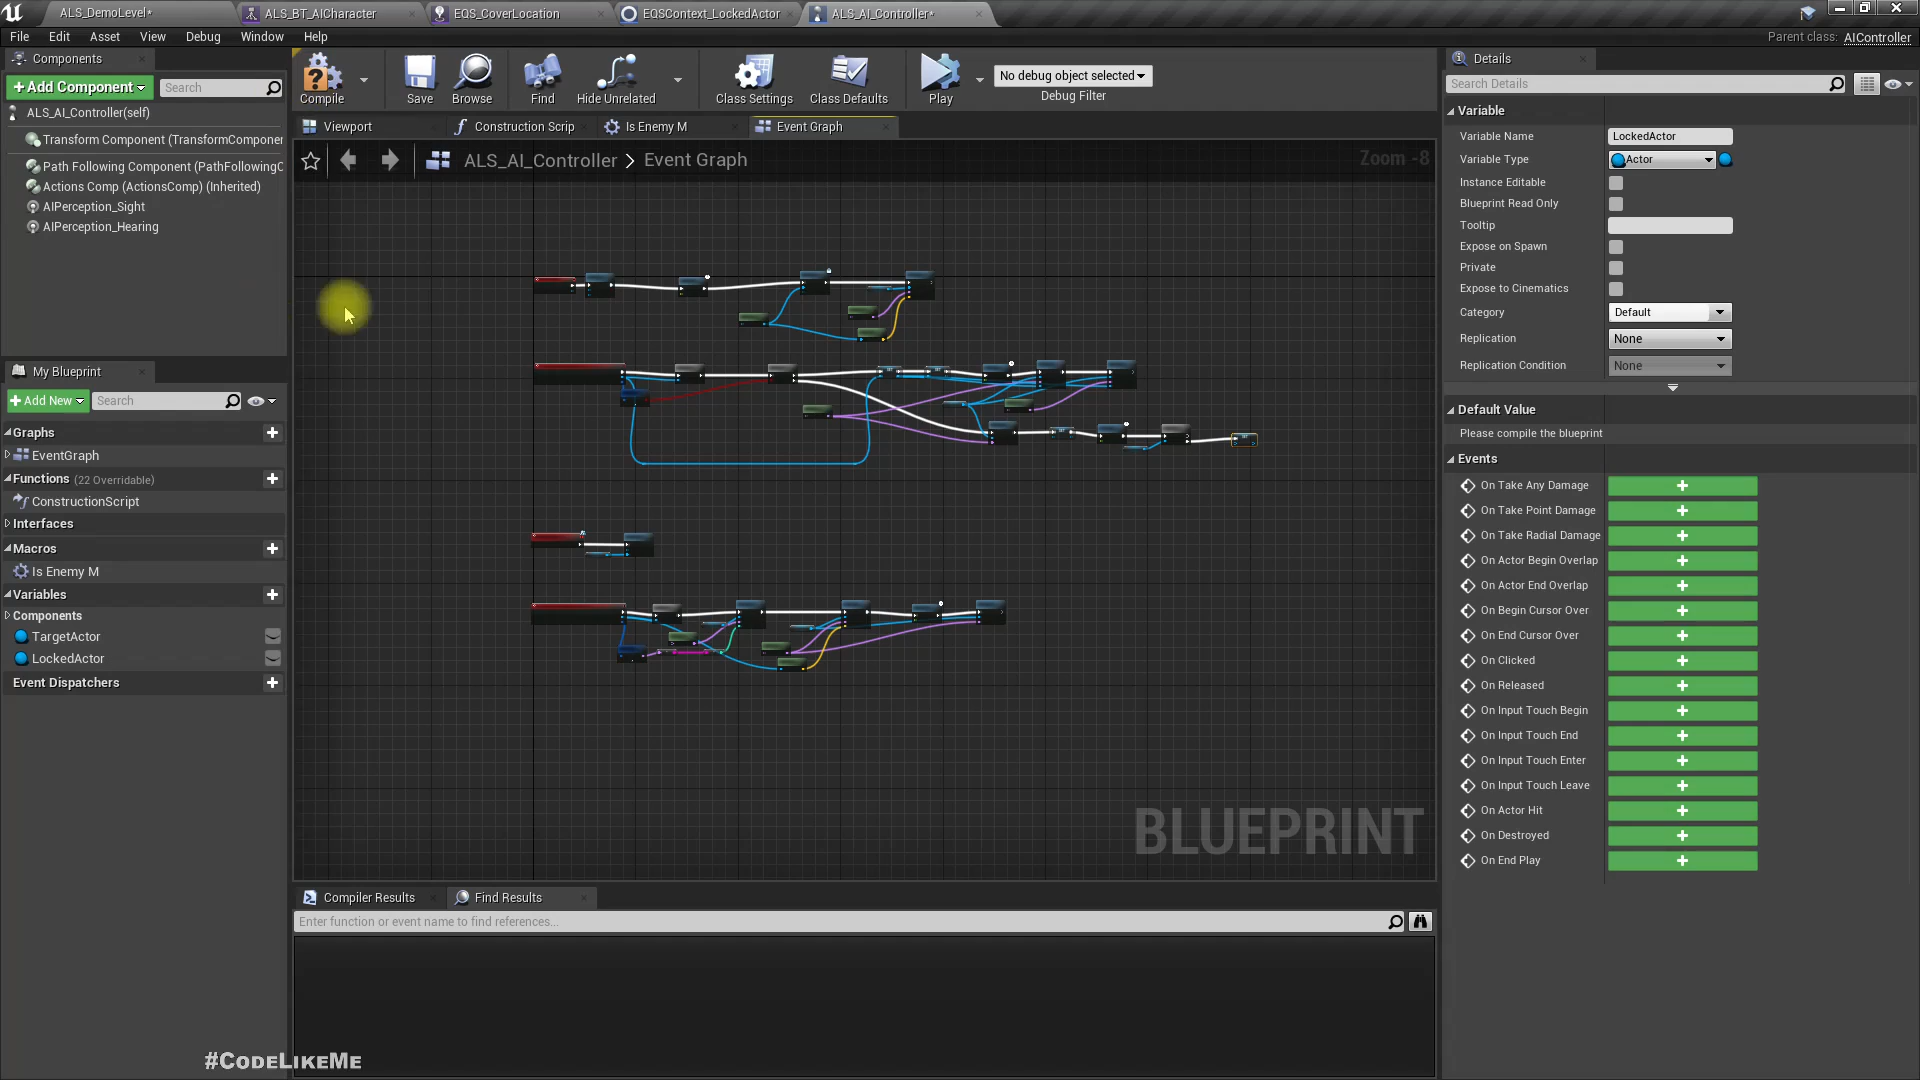 ALS_DemoLevel*
ALS_BT_AICharacter
EQS_CoverLocation
EQSContext_LockedActor
ALS_AI_Controller*
File Edit Asset View Debug Window Help
Parent class: AIController
Components
+Add Component
Search
ALS_AI_Controller(self)
Transform Component (TransformComponer
Path Following Component (PathFollowingC
Actions Comp (ActionsComp) (Inherited)
AIPerception_Sight
AIPerception_Hearing
Compile
Save
Browse
Find
Hide Unrelated
Class Settings
Class Defaults
Play
No debug object selected
Debug Filter
Viewport
Construction Scrip
Is Enemy M
Event Graph
ALS_AI_Controller > Event Graph
Zoom -8
BLUEPRINT
My Blueprint
+Add New
Search
Graphs
EventGraph
Functions (22 Overridable)
ConstructionScript
Interfaces
Macros
Is Enemy M
Variables
Components
TargetActor
LockedActor
Event Dispatchers
Compiler Results
Find Results
Enter function or event name to find references...
Details
Search Details
Variable
Variable Name LockedActor
Variable Type Actor
Instance Editable
Blueprint Read Only
Tooltip
Expose on Spawn
Private
Expose to Cinematics
Category Default
Replication None
Replication Condition None
Default Value
Please compile the blueprint
Events
On Take Any Damage
On Take Point Damage
On Take Radial Damage
On Actor Begin Overlap
On Actor End Overlap
On Begin Cursor Over
On End Cursor Over
On Clicked
On Released
On Input Touch Begin
On Input Touch End
On Input Touch Enter
On Input Touch Leave
On Actor Hit
On Destroyed
On End Play
#CodeLikeMe